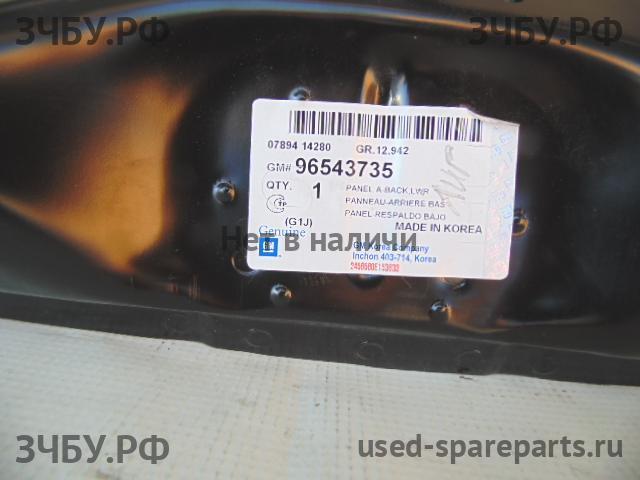 ЗЧБУ.РФ
ЗЧБУ.РФ
07894 14280 GR.12.942
GM# 96543735
QTY. 1
PANEL A-BACK,LWR
PANNEAU-ARRIERE BAS
PANEL-RESPALDO BAJO
(G1J)
MADE IN KOREA
Genuine
Нет в наличи
GM
GM Korea Company
Inchon 403-714, Korea
ЗЧБУ.РФ
used-spareparts.ru